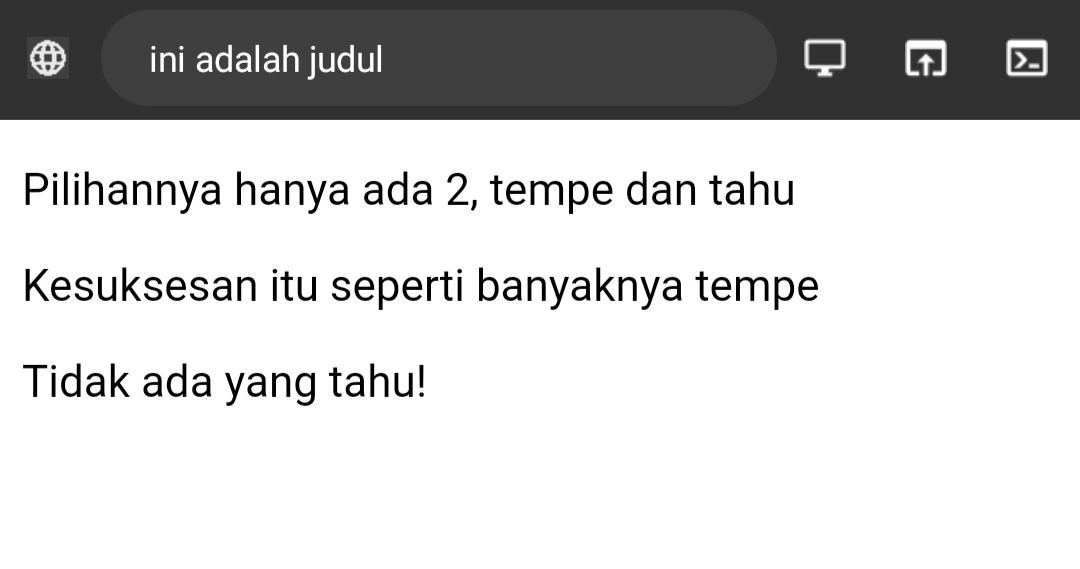 ini adalah judul
Pilihannya hanya ada 2, tempe dan tahu
Kesuksesan itu seperti banyaknya tempe
Tidak ada yang tahu!